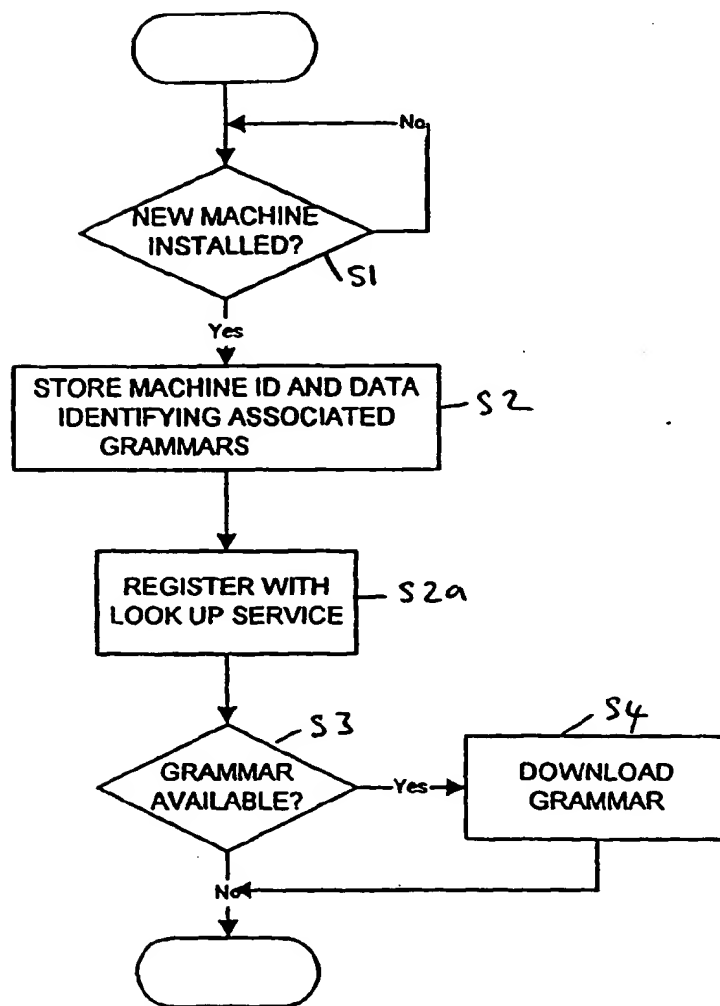 No
NEW MACHINE
INSTALLED?
S1
Yes
STORE MACHINE ID AND DATA
IDENTIFYING ASSOCIATED
GRAMMARS
S2
REGISTER WITH
LOOK UP SERVICE
S2a
S3
GRAMMAR
AVAILABLE?
Yes
S4
DOWNLOAD
GRAMMAR
No